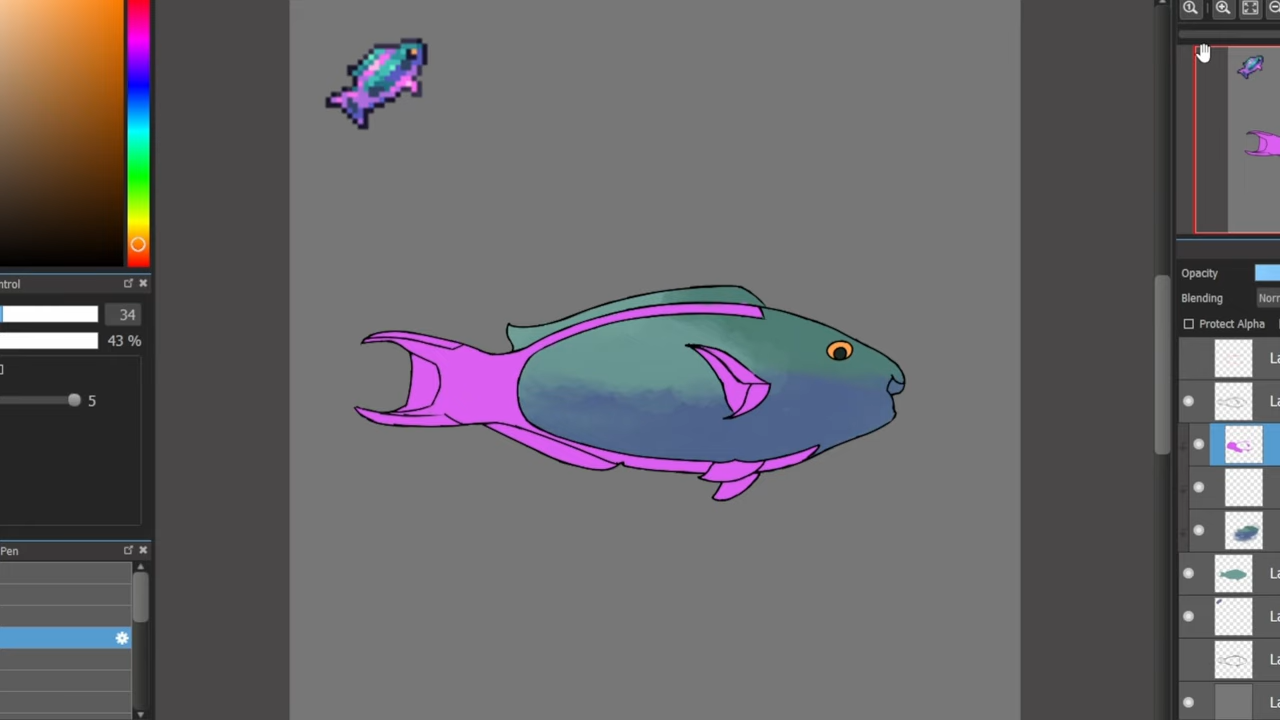 ntrol
34
43 %
5
Pen
Opacity
Blending
Norr
Protect Alpha
La
La
La
La
La
La